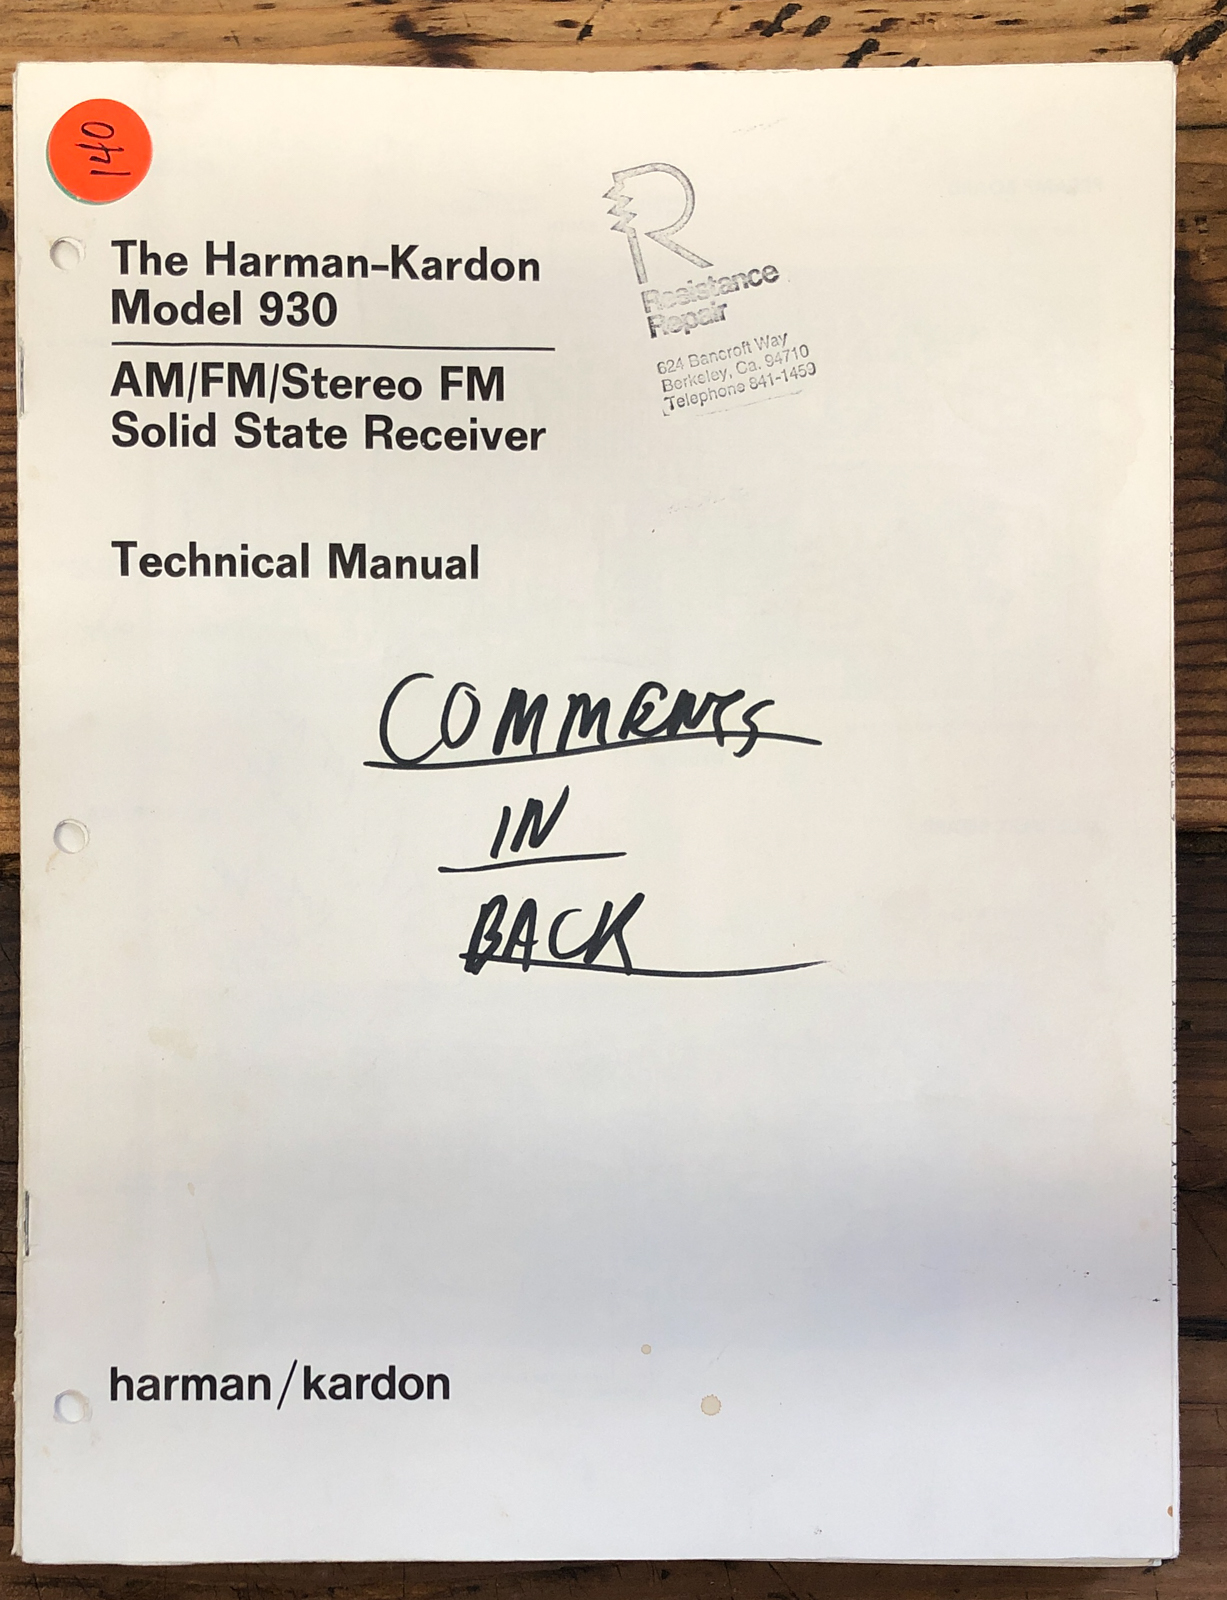 140
The Harman-Kardon
Model 930
AM/FM/Stereo FM
Solid State Receiver
Technical Manual
R
Resistance
Repair
624 Bancroft Way
Berkeley, Ca. 94710
Telephone 841-1459
COMMENTS
IN
BACK
harman/kardon